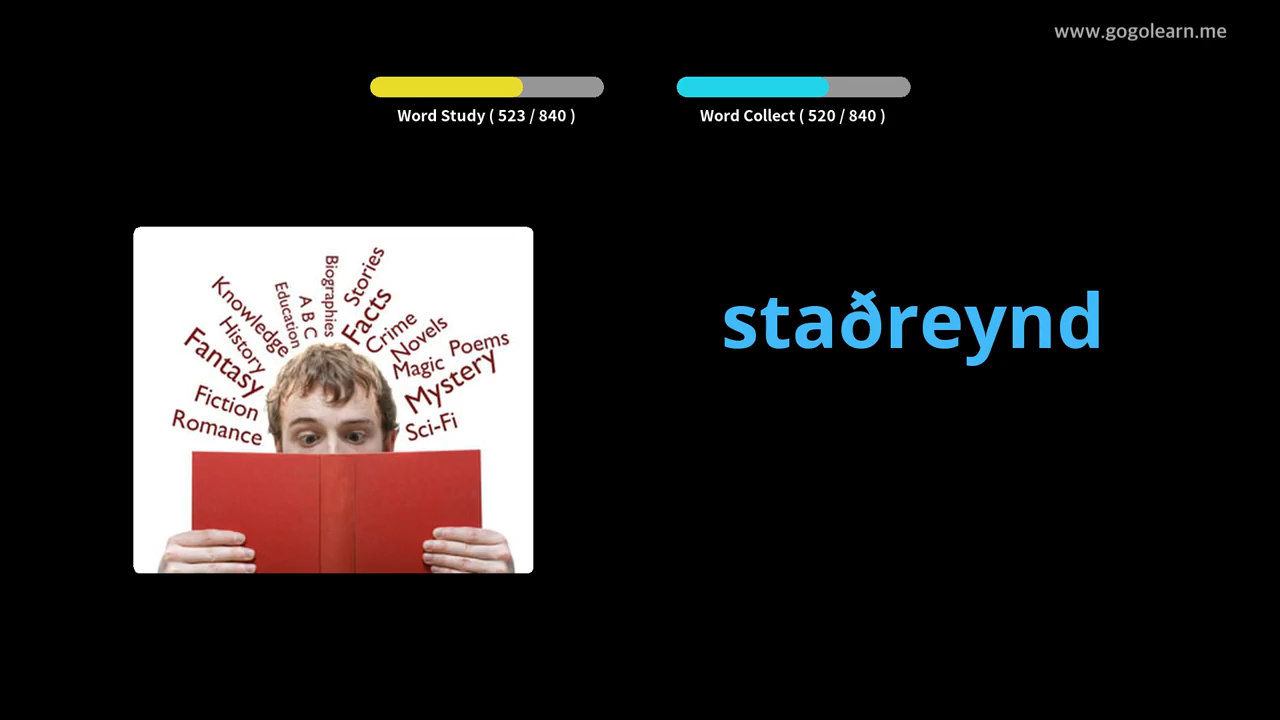 www.gogolearn.me
Word Study ( 523 / 840 )
Word Collect ( 520 / 840 )
staðreynd
Romance
Fiction
Fantasy
History
Knowledge
Education
A B C
Biographies
Stories
Facts
Crime
Novels
Magic
Poems
Mystery
Sci-Fi